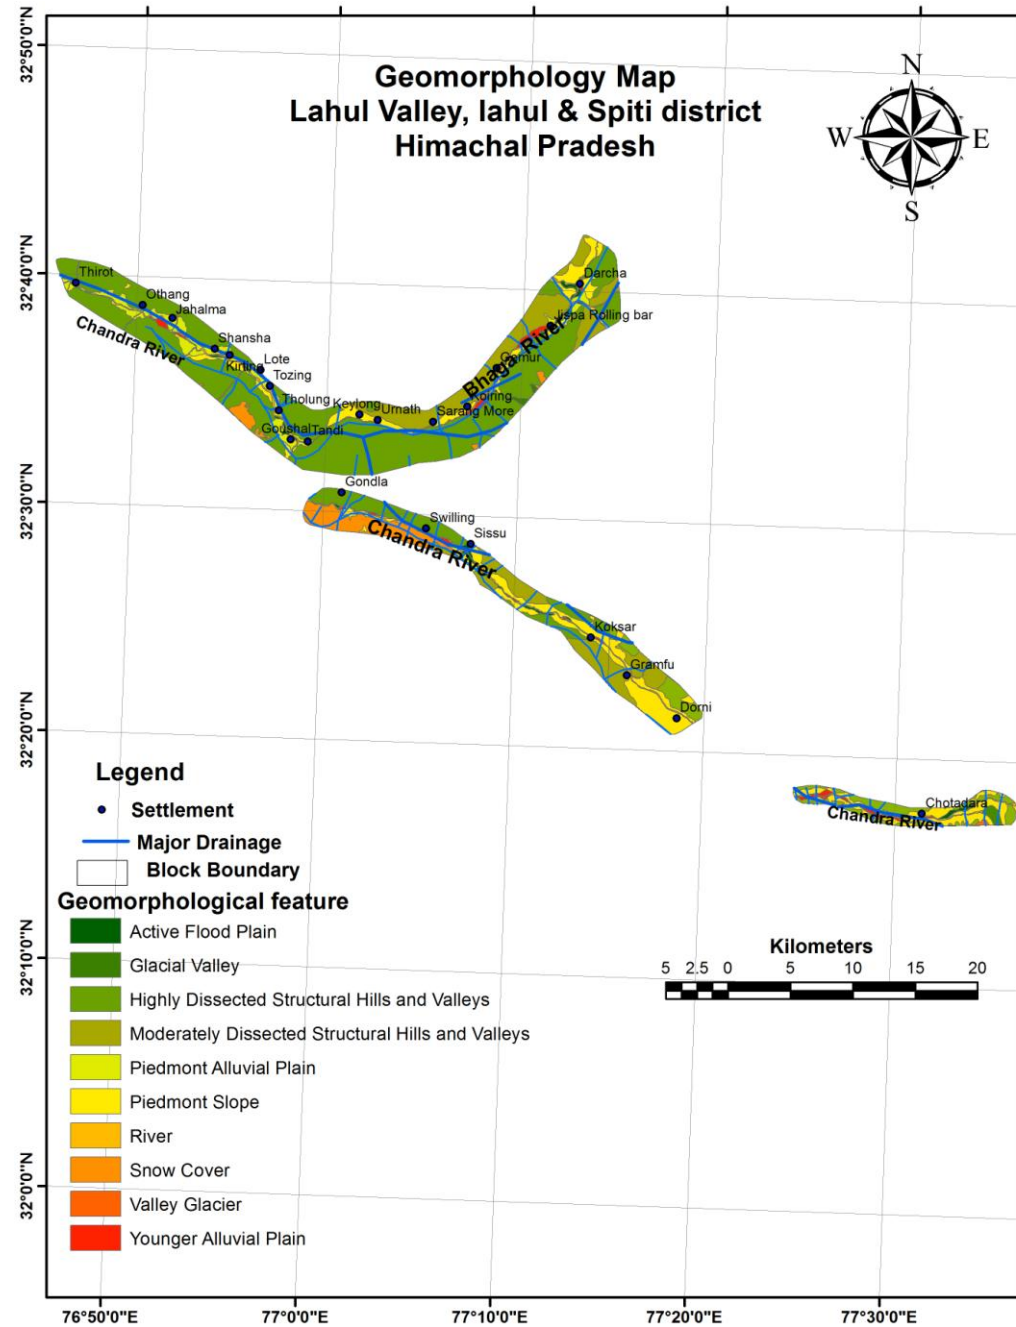 Geomorphology Map
Lahul Valley, lahul & Spiti district
Himachal Pradesh
N
W E
S
32°50'0"N
32°40'0"N
32°30'0"N
32°20'0"N
32°10'0"N
32°0'0"N
Thirot
Othang
Jahalma
Chandra River
Shansha
Kirting
Lote
Tozing
Tholung
Goushal
Tandi
Keylong
Urnath
Sarang More
Koiring
Gemur
Bhaga River
Jispa Rolling bar
Darcha
Gondla
Swilling
Sissu
Chandra River
Koksar
Gramfu
Dorni
Chotadara
Chandra River
Legend
Settlement
Major Drainage
Block Boundary
Geomorphological feature
Active Flood Plain
Glacial Valley
Highly Dissected Structural Hills and Valleys
Moderately Dissected Structural Hills and Valleys
Piedmont Alluvial Plain
Piedmont Slope
River
Snow Cover
Valley Glacier
Younger Alluvial Plain
Kilometers
5 2.5 0 5 10 15 20
76°50'0"E 77°0'0"E 77°10'0"E 77°20'0"E 77°30'0"E